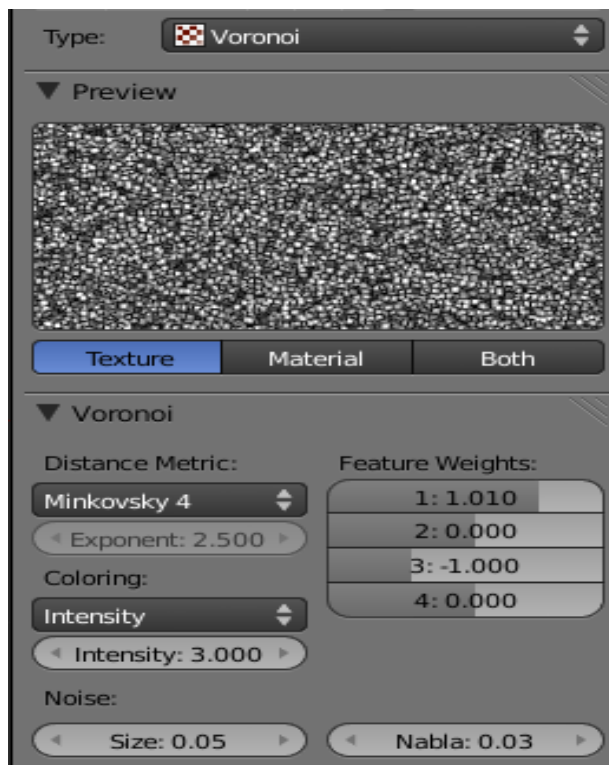 Type: Voronoi
Preview
Texture Material Both
Voronoi
Distance Metric: Feature Weights:
Minkovsky 4 1: 1.010
Exponent: 2.500 2: 0.000
3: -1.000
Coloring: 4: 0.000
Intensity
Intensity: 3.000
Noise:
Size: 0.05 Nabla: 0.03